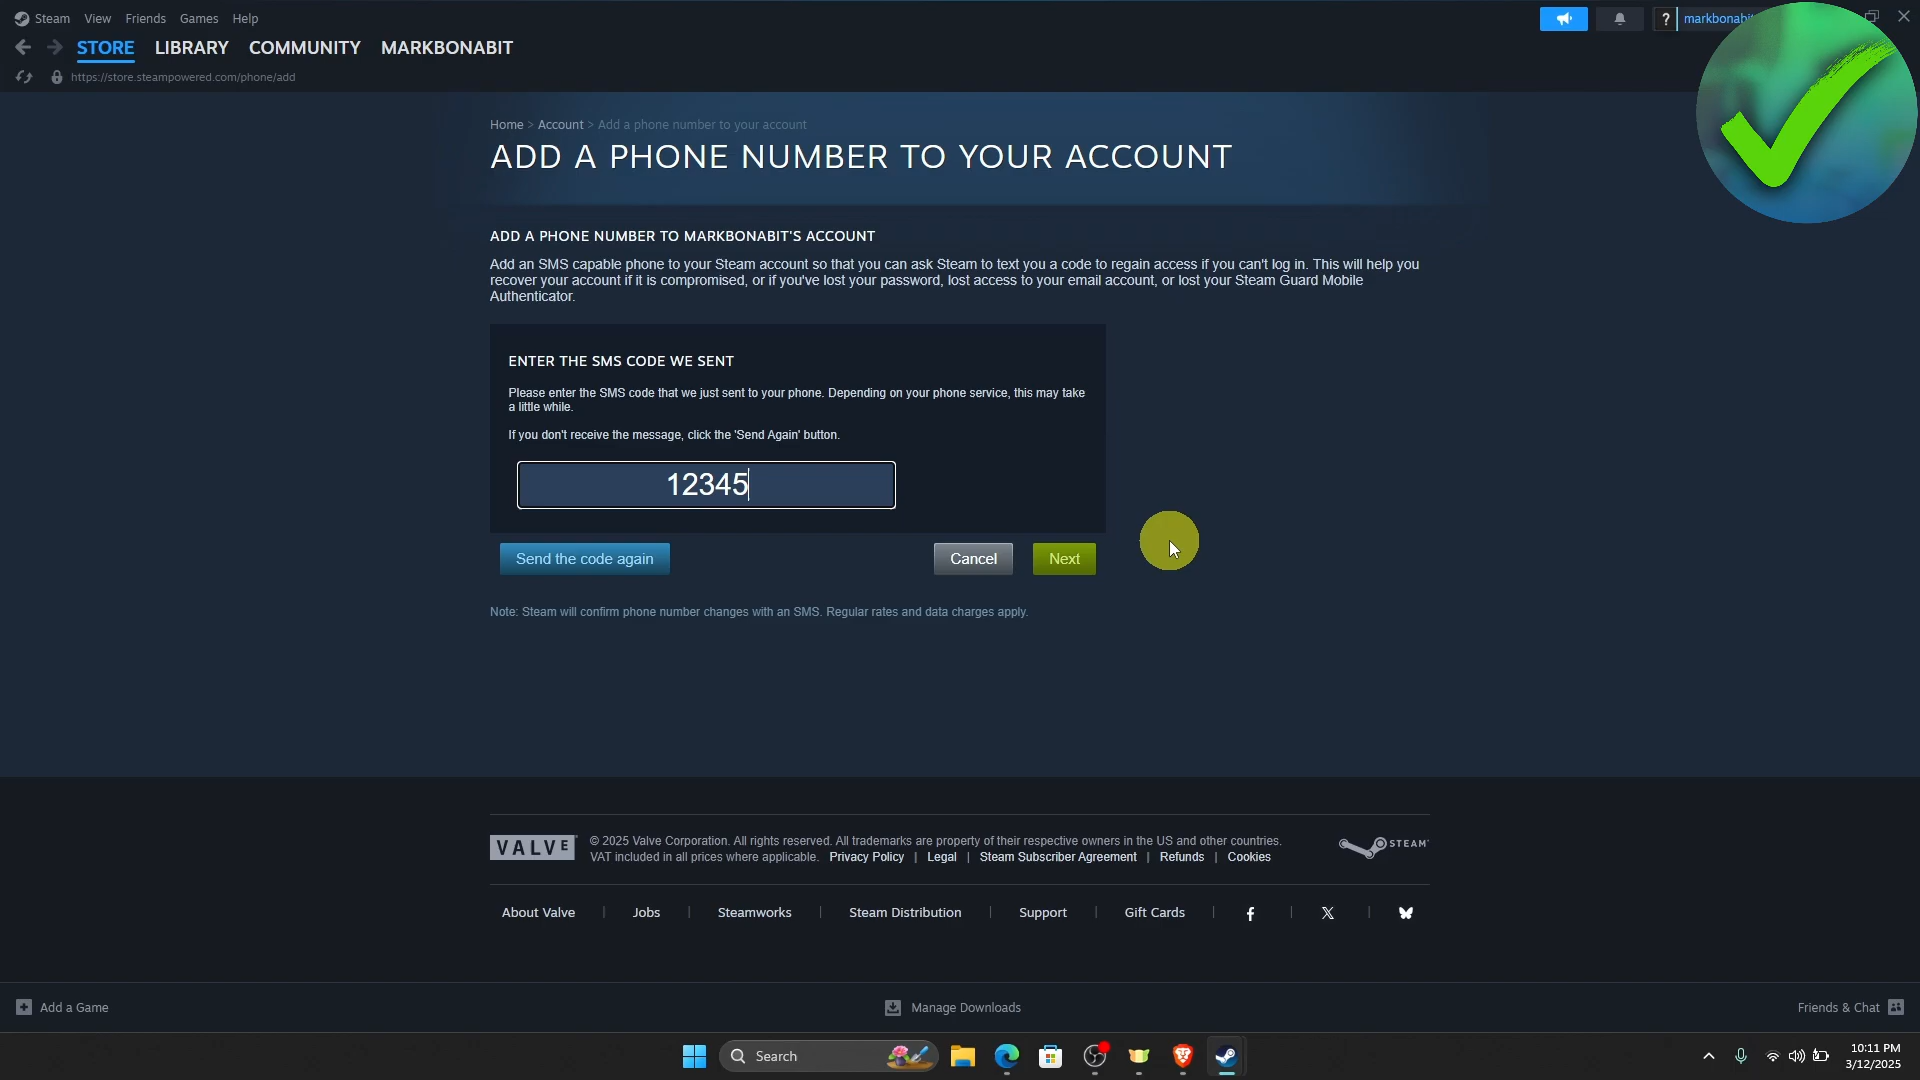 Steam View Friends Games Help
? markbonabit
STORE LIBRARY COMMUNITY MARKBONABIT
https://store.steampowered.com/phone/add
Home > Account > Add a phone number to your account
ADD A PHONE NUMBER TO YOUR ACCOUNT
ADD A PHONE NUMBER TO MARKBONABIT'S ACCOUNT
Add an SMS capable phone to your Steam account so that you can ask Steam to text you a code to regain access if you can't log in. This will help you
recover your account if it is compromised, or if you've lost your password, lost access to your email account, or lost your Steam Guard Mobile
Authenticator.
ENTER THE SMS CODE WE SENT
Please enter the SMS code that we just sent to your phone. Depending on your phone service, this may take
a little while.
If you don't receive the message, click the 'Send Again' button.
12345
Send the code again Cancel Next
Note: Steam will confirm phone number changes with an SMS. Regular rates and data charges apply.
VALVE © 2025 Valve Corporation. All rights reserved. All trademarks are property of their respective owners in the US and other countries. STEAM
VAT included in all prices where applicable. Privacy Policy | Legal | Steam Subscriber Agreement | Refunds | Cookies
About Valve | Jobs | Steamworks | Steam Distribution | Support | Gift Cards
Add a Game Manage Downloads Friends & Chat
Search 10:11 PM
3/12/2025